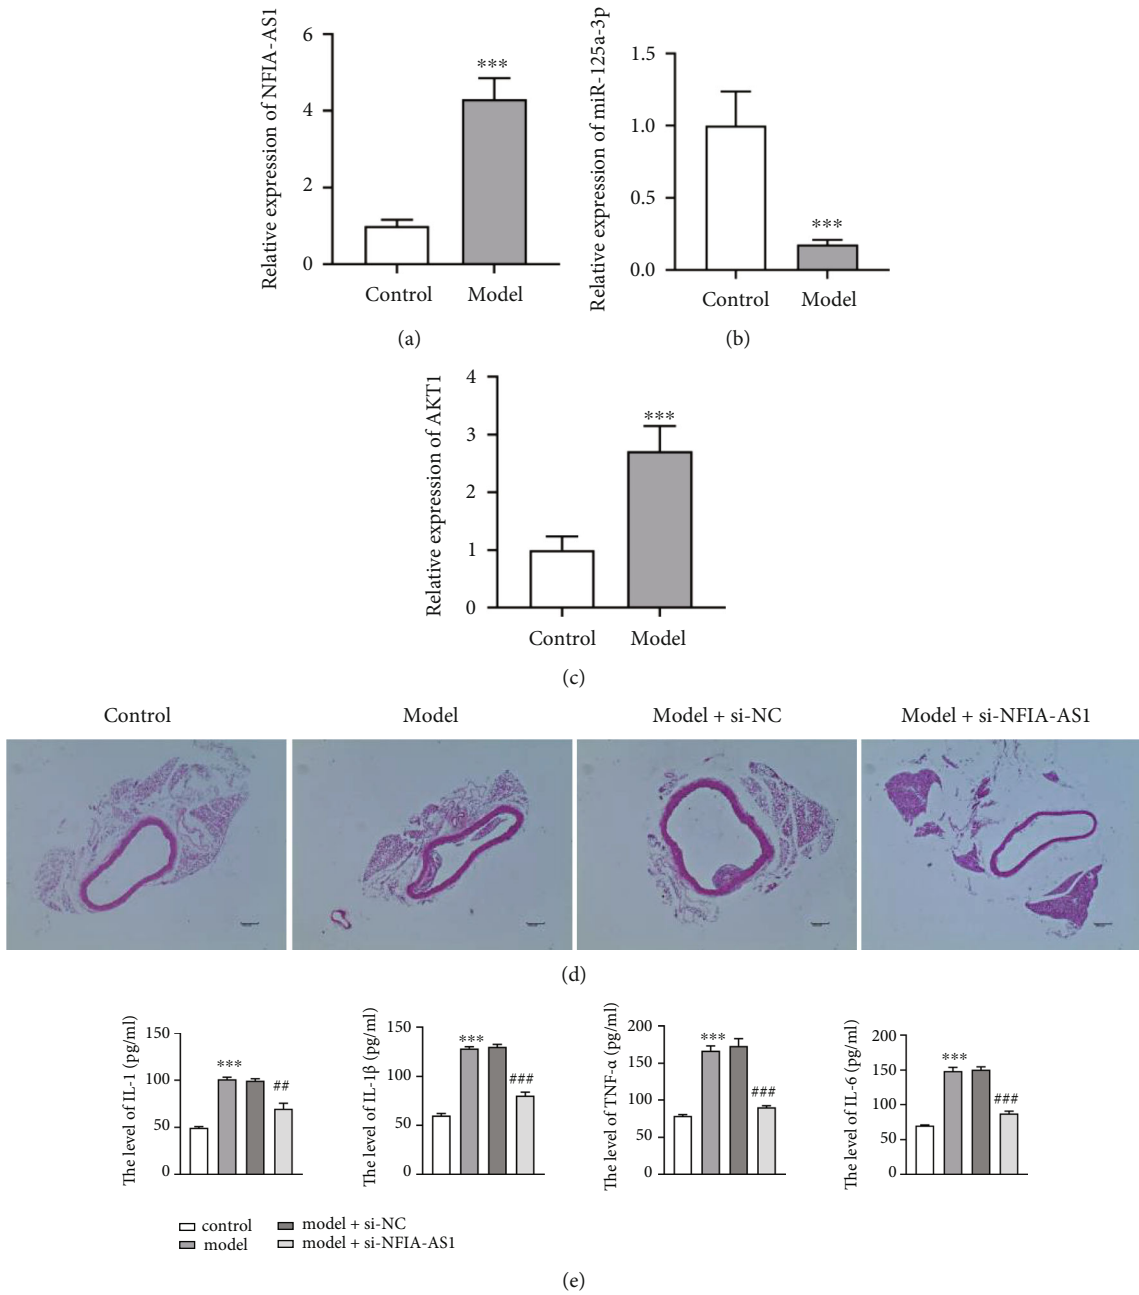 Relative expression of NFIA-AS1
6
4
2
0
***
Control
Model
(a)
Relative expression of miR-125a-3p
1.5
1.0
0.5
0.0
***
Control
Model
(b)
Relative expression of AKT1
4
3
2
1
0
***
Control
Model
(c)
Control
Model
Model + si-NC
Model + si-NFIA-AS1
(d)
The level of IL-1 (pg/ml)
150
100
50
0
***
##
The level of IL-1β (pg/ml)
150
100
50
0
***
###
The level of TNF-α (pg/ml)
200
150
100
50
0
***
###
The level of IL-6 (pg/ml)
200
150
100
50
0
***
###
control
model
model + si-NC
model + si-NFIA-AS1
(e)